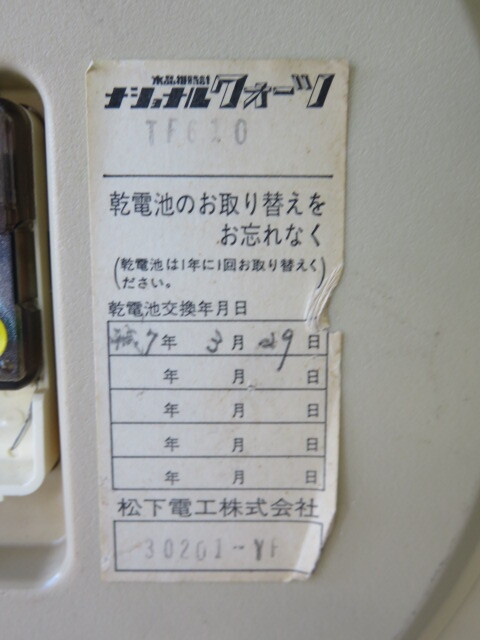 水晶掛時計
ナショナルクォーツ
TF610
乾電池のお取り替えを
お忘れなく
(乾電池は1年に1回お取り替えく
ださい。)
乾電池交換年月日
7年 3月 29日
年 月 日
年 月 日
年 月 日
年 月 日
松下電工株式会社
30201-YF